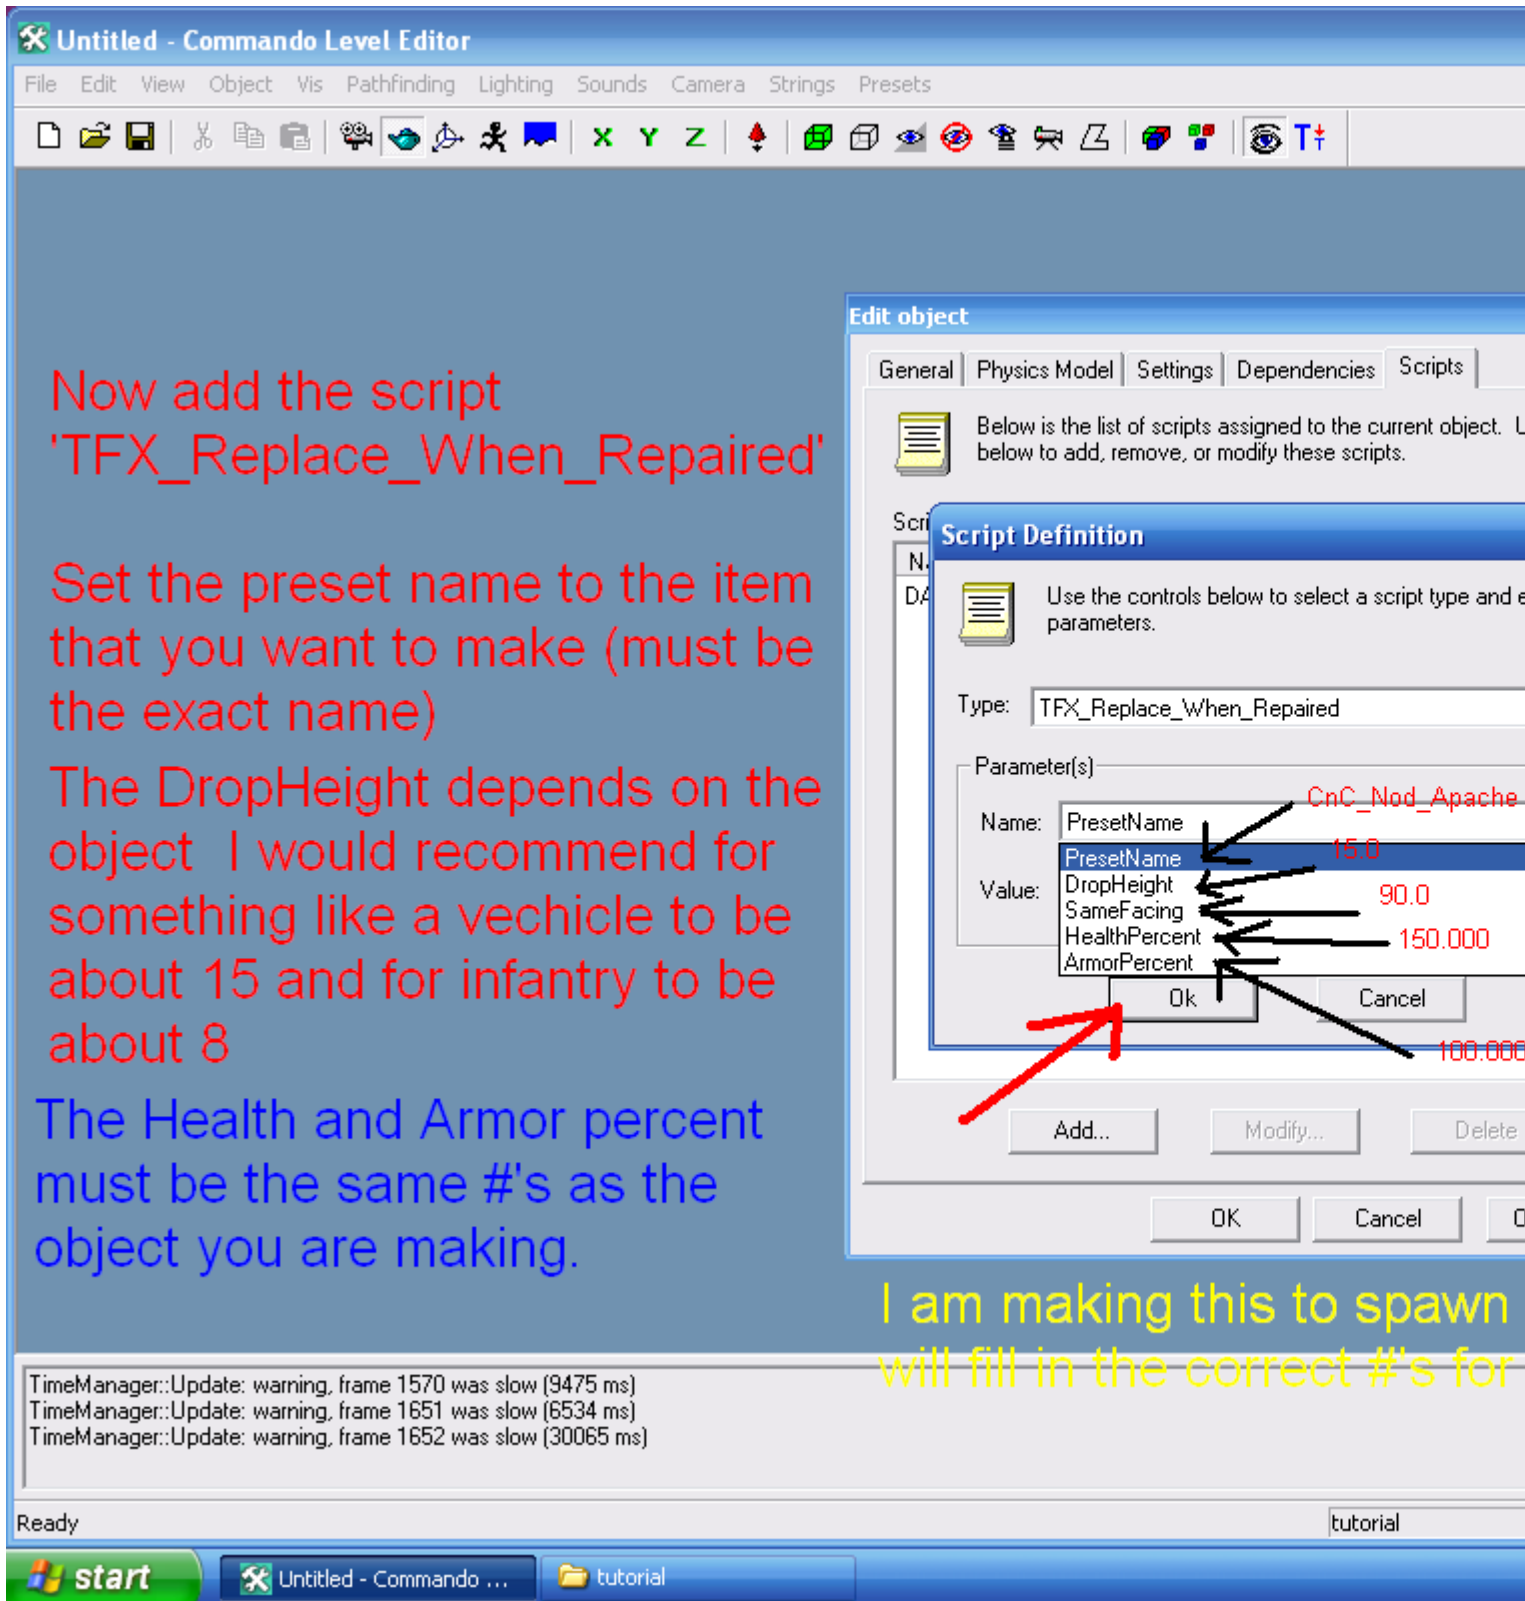 Untitled - Commando Level Editor
File Edit View Object Vis Pathfinding Lighting Sounds Camera Strings Presets
X Y Z
T
Now add the script
'TFX_Replace_When_Repaired'
Set the preset name to the item
that you want to make (must be
the exact name)
The DropHeight depends on the
object I would recommend for
something like a vechicle to be
about 15 and for infantry to be
about 8
The Health and Armor percent
must be the same #'s as the
object you are making.
Edit object
General Physics Model Settings Dependencies Scripts
Below is the list of scripts assigned to the current object.
below to add, remove, or modify these scripts.
Script Definition
Use the controls below to select a script type and
parameters.
Type: TFX_Replace_When_Repaired
Parameter(s)
CnC_Nod_Apache
Name: PresetName
PresetName 15.0
Value: DropHeight
SameFacing 90.0
HealthPercent 150.000
ArmorPercent
Ok Cancel
100.000
Add... Modify... Delete
OK Cancel
I am making this to spawn
will fill in the correct #'s for
TimeManager::Update: warning, frame 1570 was slow (9475 ms)
TimeManager::Update: warning, frame 1651 was slow (6534 ms)
TimeManager::Update: warning, frame 1652 was slow (30065 ms)
Ready tutorial
start Untitled - Commando ... tutorial